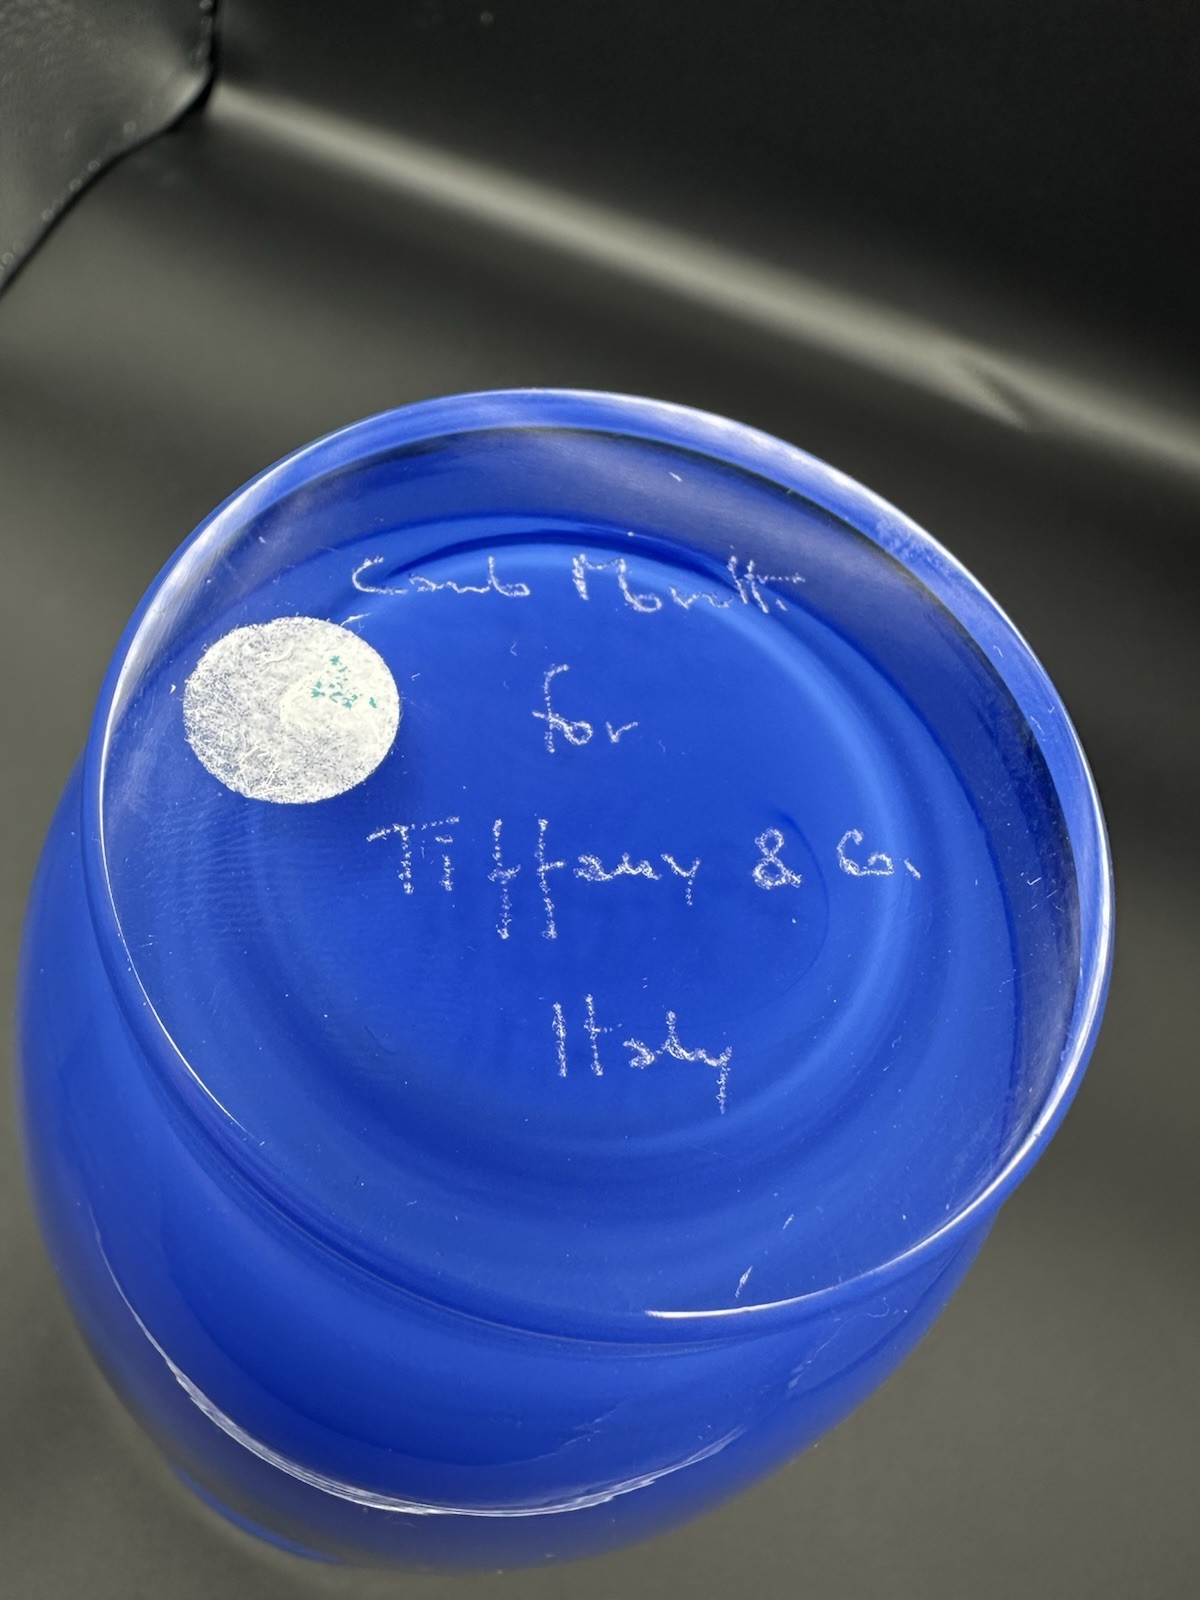 Carlo Moretti
for
Tiffany & Co.
Italy